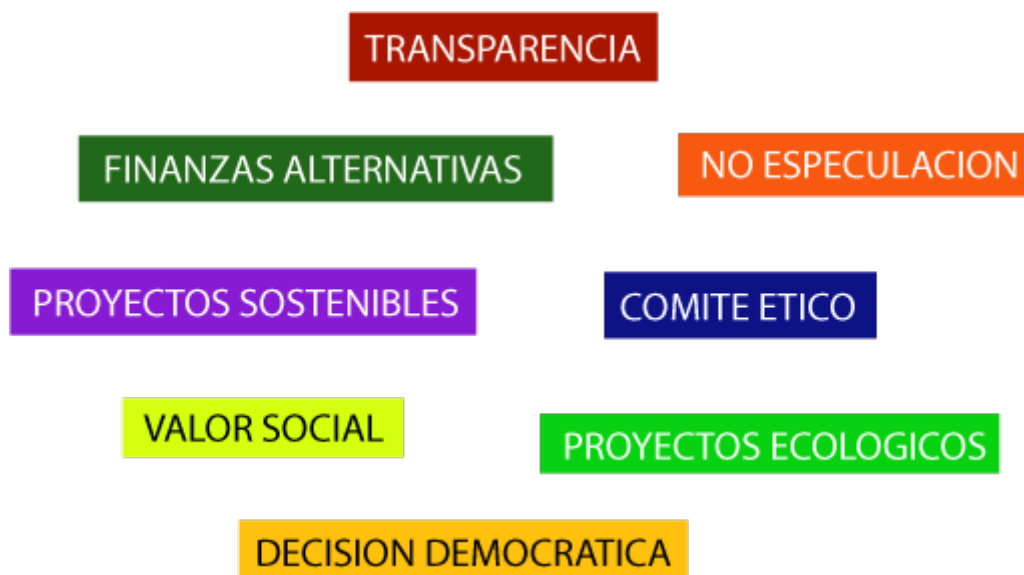 TRANSPARENCIA
FINANZAS ALTERNATIVAS
NO ESPECULACION
PROYECTOS SOSTENIBLES
COMITE ETICO
VALOR SOCIAL
PROYECTOS ECOLOGICOS
DECISION DEMOCRATICA